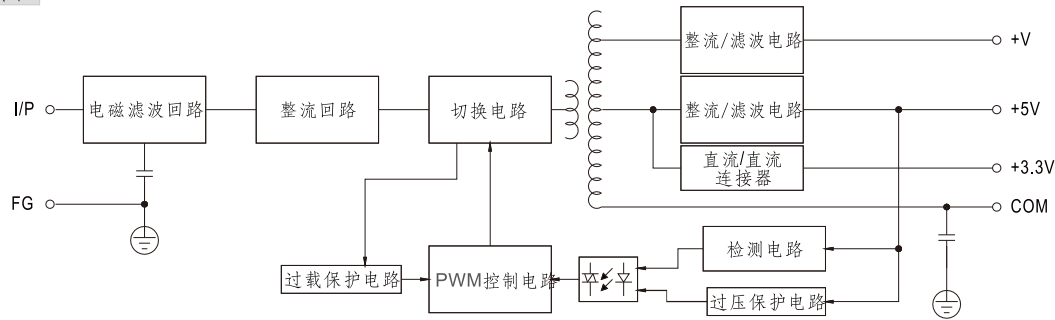 整流/滤波电路
+V
I/P
电磁滤波回路
整流回路
切换电路
整流/滤波电路
+5V
直流/直流
连接器
+3.3V
FG
COM
检测电路
过载保护电路
PWM控制电路
过压保护电路